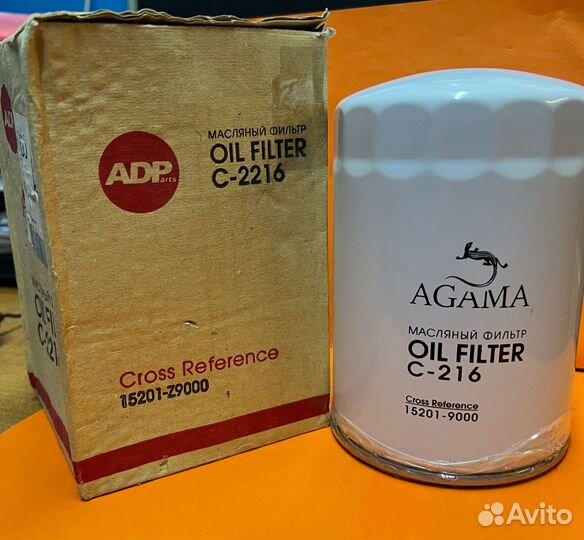 ADP
arts
МАСЛЯНЫЙ ФИЛЬТР
OIL FILTER
C-2216
Cross Reference
15201-Z9000
AGAMA
МАСЛЯНЫЙ ФИЛЬТР
OIL FILTER
C-216
Cross Reference
15201-9000
Avito